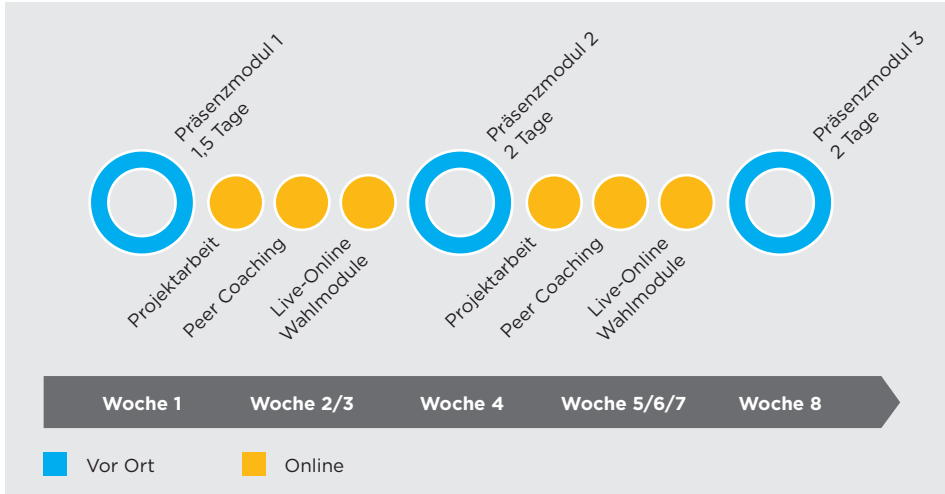 Präsenzmodul 1
1,5 Tage
Präsenzmodul 2
2 Tage
Präsenzmodul 3
2 Tage
Projektarbeit
Peer Coaching
Live-Online
Wahlmodule
Projektarbeit
Peer Coaching
Live-Online
Wahlmodule
Woche 1
Woche 2/3
Woche 4
Woche 5/6/7
Woche 8
Vor Ort
Online